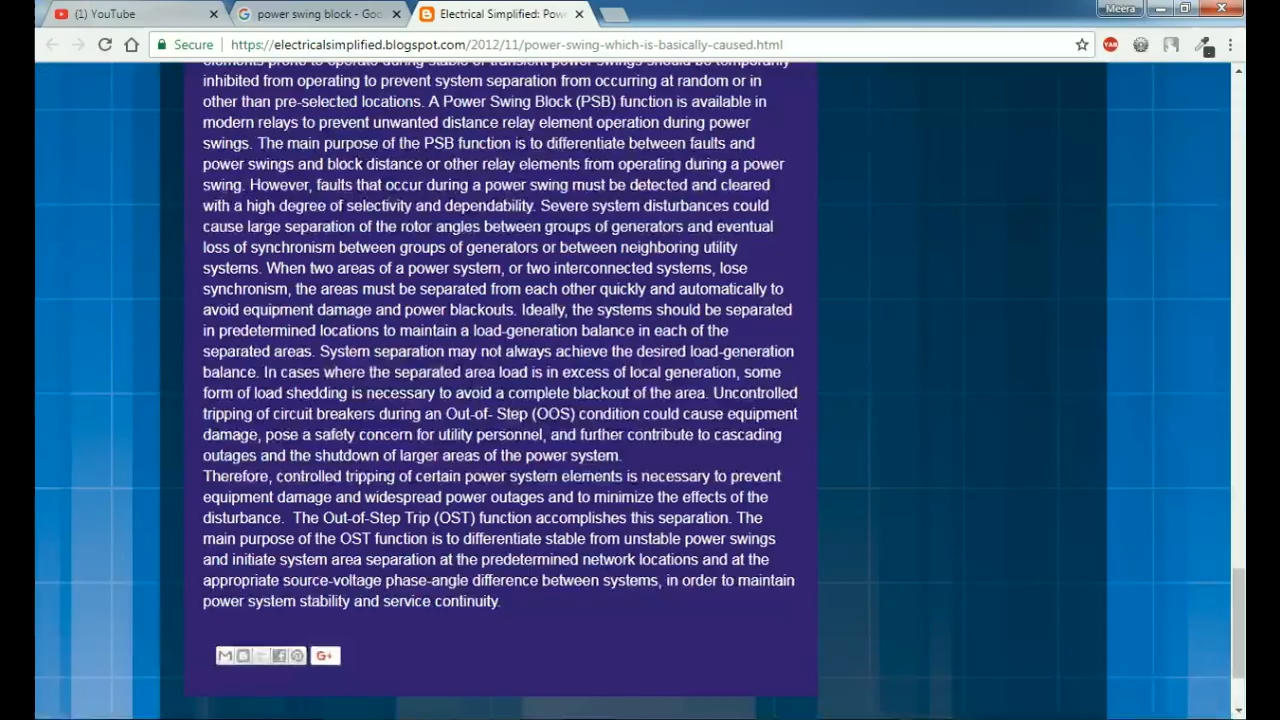 (1) YouTube
power swing block - Goo
Electrical Simplified: Pow
Meera
Secure
https://electricalsimplified.blogspot.com/2012/11/power-swing-which-is-basically-caused.html
elements prone to operate during stable or transient power swings should be temporarily
inhibited from operating to prevent system separation from occurring at random or in
other than pre-selected locations. A Power Swing Block (PSB) function is available in
modern relays to prevent unwanted distance relay element operation during power
swings. The main purpose of the PSB function is to differentiate between faults and
power swings and block distance or other relay elements from operating during a power
swing. However, faults that occur during a power swing must be detected and cleared
with a high degree of selectivity and dependability. Severe system disturbances could
cause large separation of the rotor angles between groups of generators and eventual
loss of synchronism between groups of generators or between neighboring utility
systems. When two areas of a power system, or two interconnected systems, lose
synchronism, the areas must be separated from each other quickly and automatically to
avoid equipment damage and power blackouts. Ideally, the systems should be separated
in predetermined locations to maintain a load-generation balance in each of the
separated areas. System separation may not always achieve the desired load-generation
balance. In cases where the separated area load is in excess of local generation, some
form of load shedding is necessary to avoid a complete blackout of the area. Uncontrolled
tripping of circuit breakers during an Out-of- Step (OOS) condition could cause equipment
damage, pose a safety concern for utility personnel, and further contribute to cascading
outages and the shutdown of larger areas of the power system.
Therefore, controlled tripping of certain power system elements is necessary to prevent
equipment damage and widespread power outages and to minimize the effects of the
disturbance.  The Out-of-Step Trip (OST) function accomplishes this separation. The
main purpose of the OST function is to differentiate stable from unstable power swings
and initiate system area separation at the predetermined network locations and at the
appropriate source-voltage phase-angle difference between systems, in order to maintain
power system stability and service continuity.
G+